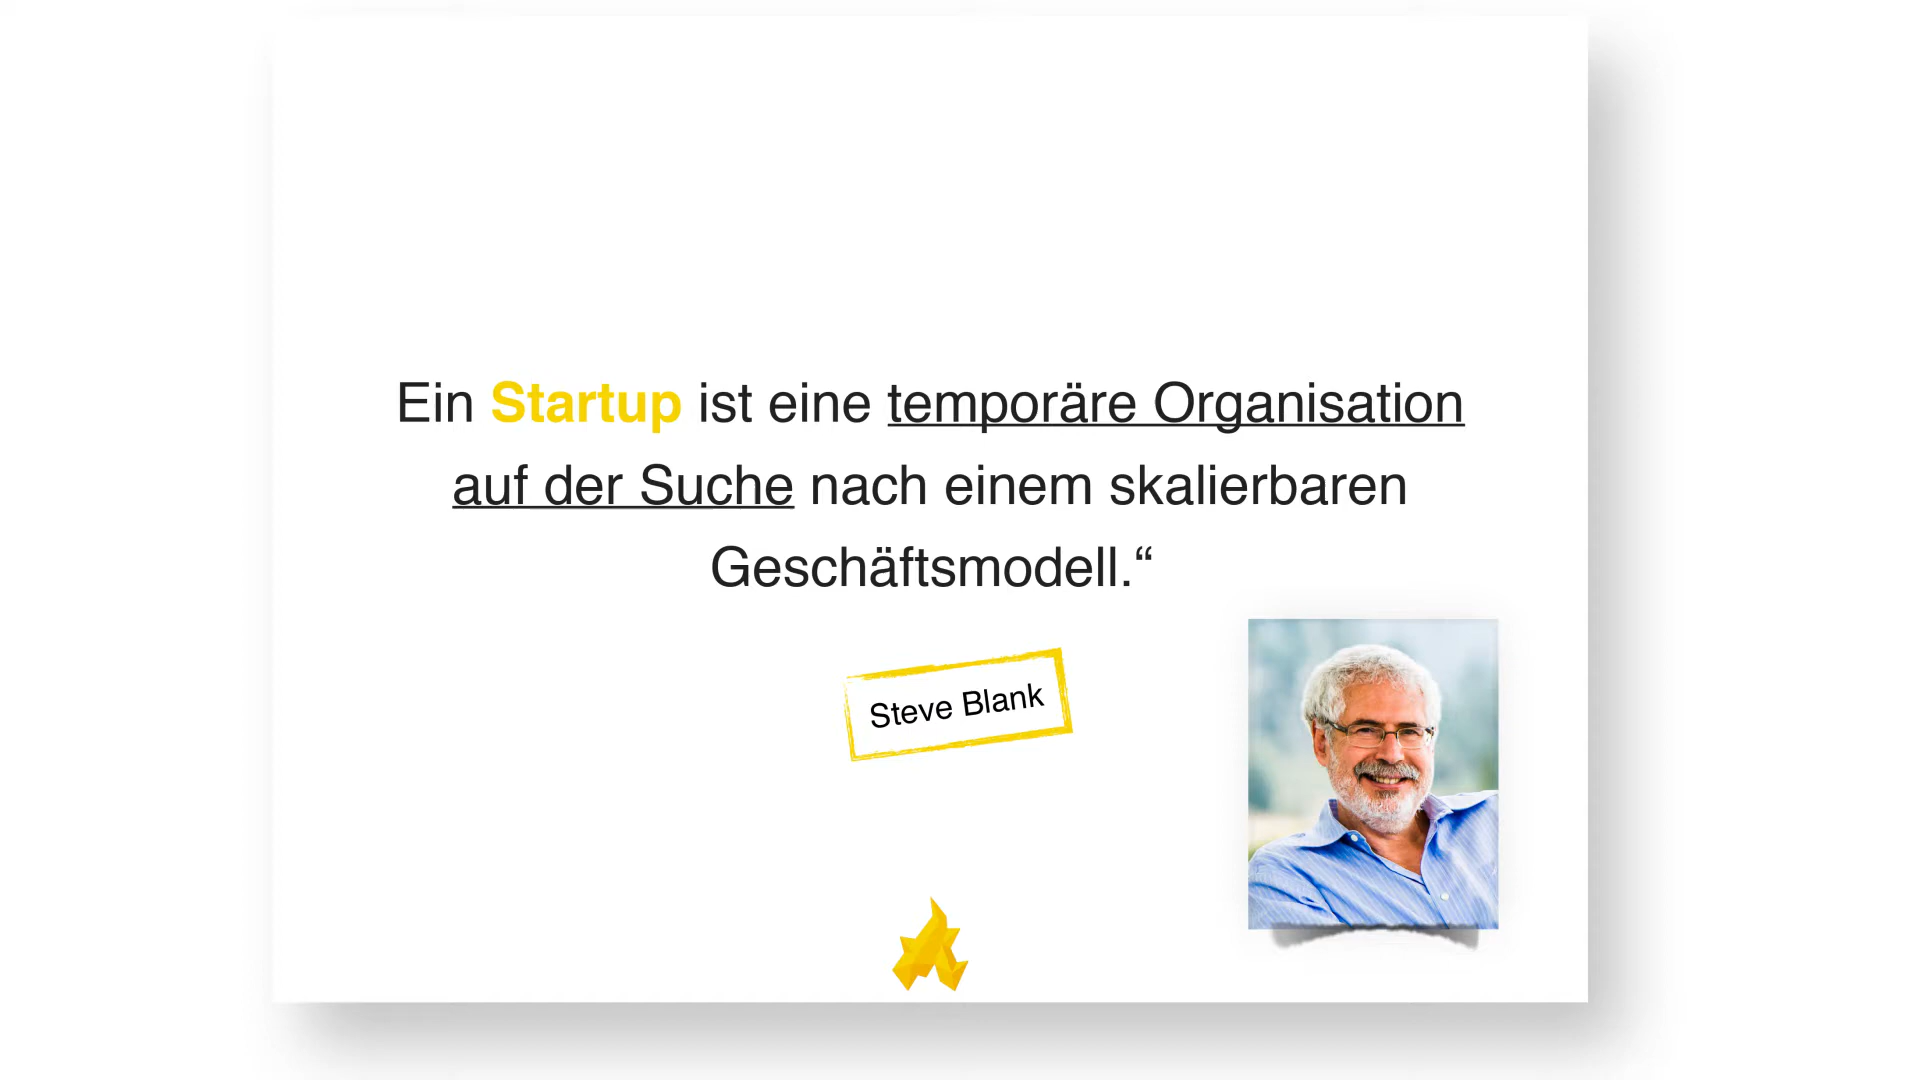 Ein Startup ist eine temporäre Organisation
auf der Suche nach einem skalierbaren
Geschäftsmodell.“
Steve Blank